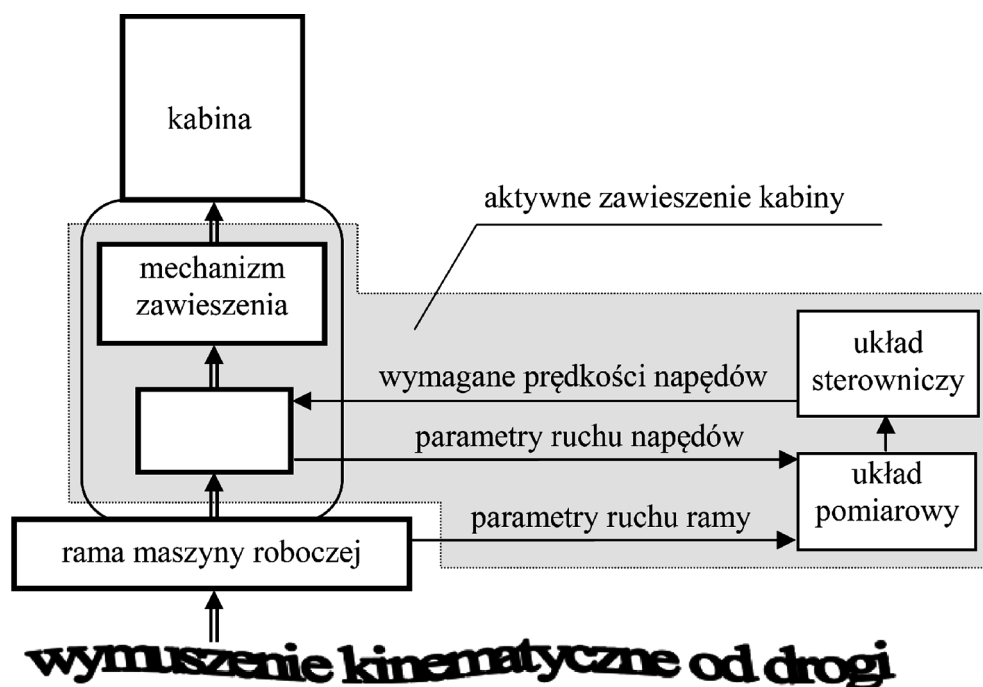 kabina
aktywne zawieszenie kabiny
mechanizm
zawieszenia
układ
sterowniczy
wymagane prędkości napędów
parametry ruchu napędów
układ
pomiarowy
parametry ruchu ramy
rama maszyny roboczej
wymuszenie kinematyczne od drogi